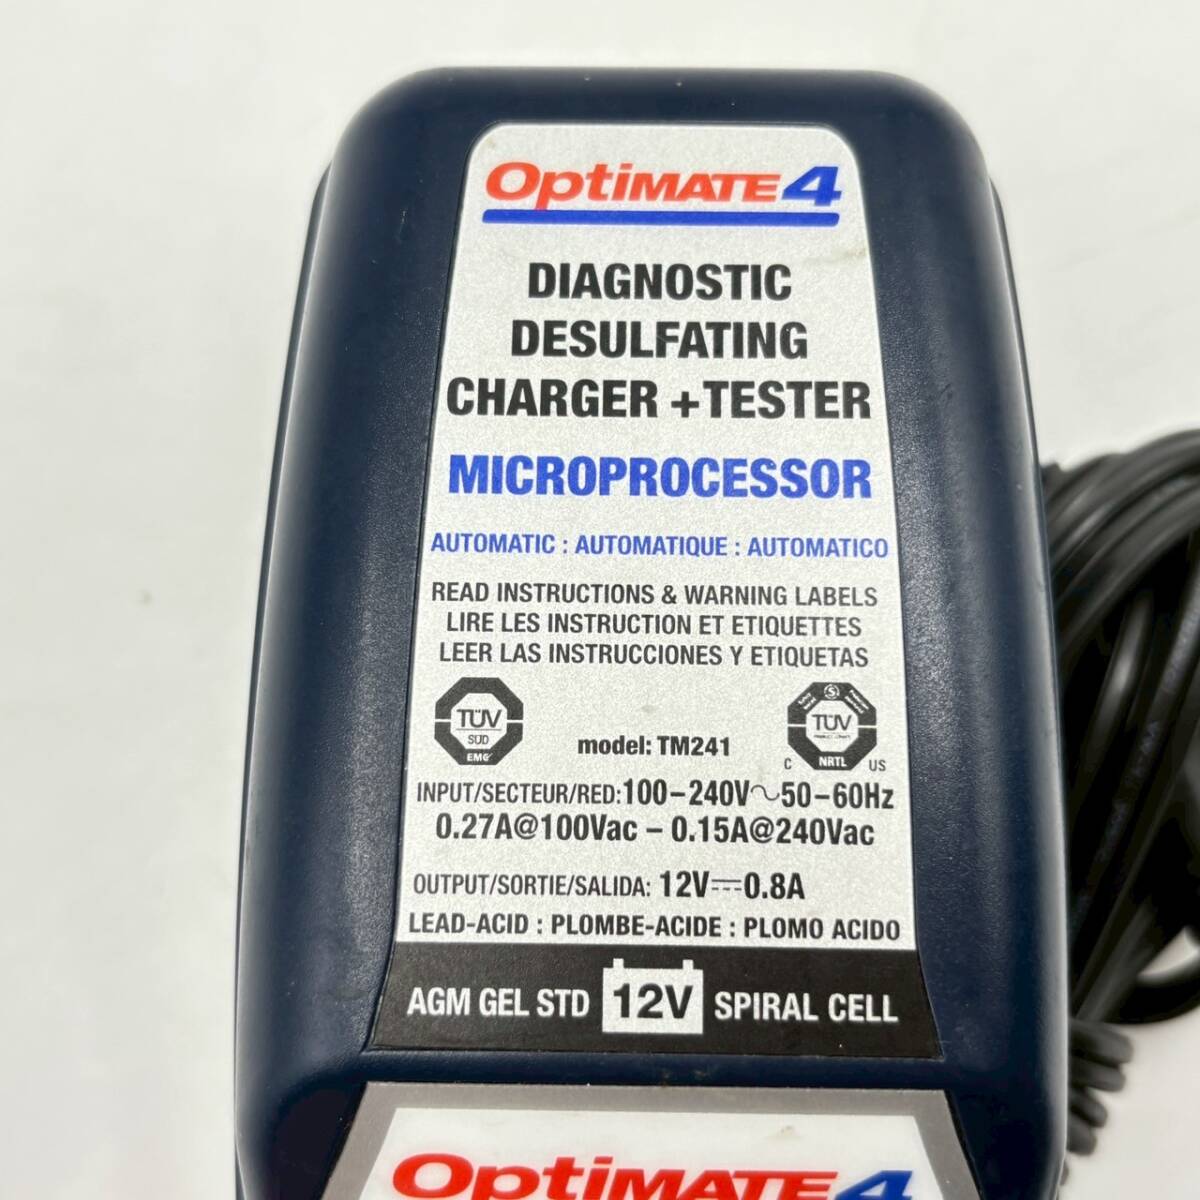 OptiMATE 4
DIAGNOSTIC
DESULFATING
CHARGER + TESTER
MICROPROCESSOR
AUTOMATIC : AUTOMATIQUE : AUTOMATICO
READ INSTRUCTIONS & WARNING LABELS
LIRE LES INSTRUCTION ET ETIQUETTES
LEER LAS INSTRUCCIONES Y ETIQUETAS
TÜV
SÜD
EMC
model: TM241
TÜV
C NRTL US
INPUT/SECTEUR/RED: 100-240V~50-60Hz
0.27A@100Vac - 0.15A@240Vac
OUTPUT/SORTIE/SALIDA: 12V⎓0.8A
LEAD-ACID : PLOMBE-ACIDE : PLOMO ACIDO
AGM GEL STD 12V SPIRAL CELL
OptiMATE 4